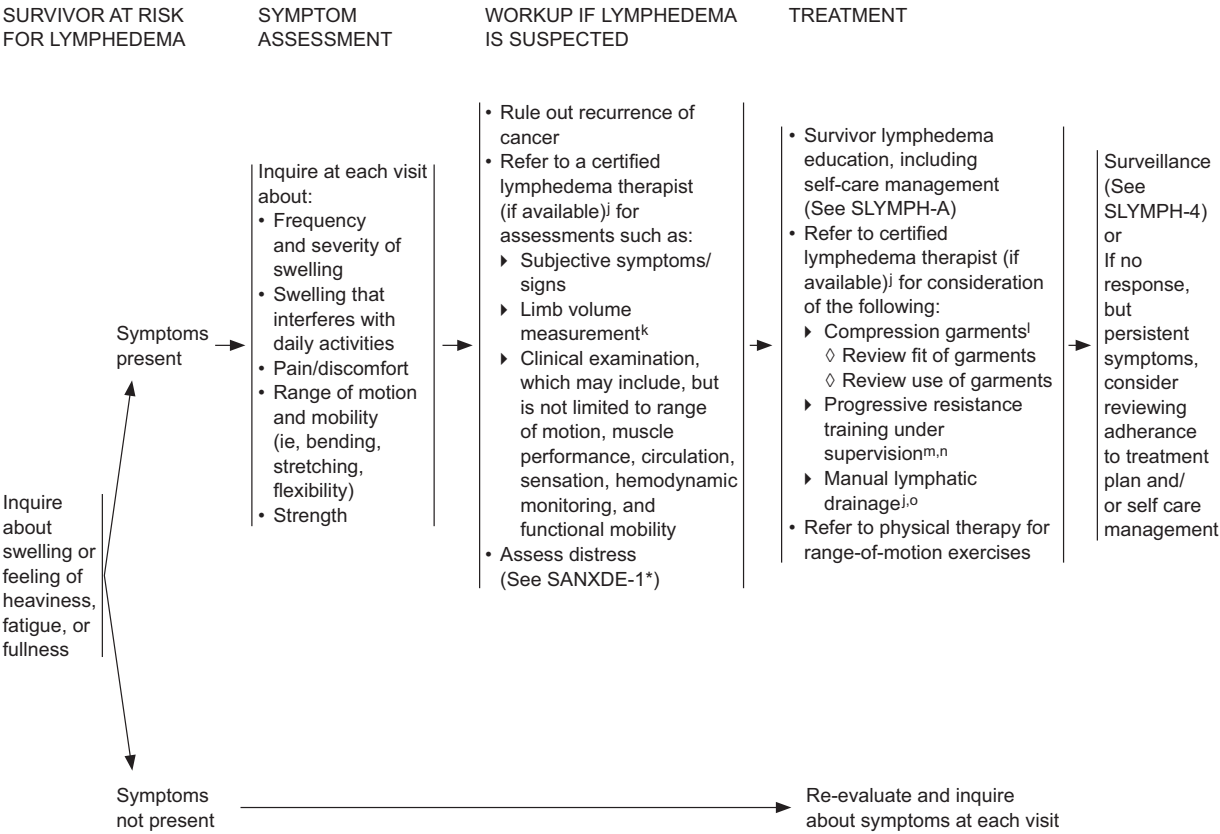 SURVIVOR AT RISK
FOR LYMPHEDEMA
SYMPTOM
ASSESSMENT
WORKUP IF LYMPHEDEMA
IS SUSPECTED
TREATMENT
Inquire
about
swelling or
feeling of
heaviness,
fatigue, or
fullness
Symptoms
present
Inquire at each visit
about:
• Frequency
and severity of
swelling
• Swelling that
interferes with
daily activities
• Pain/discomfort
• Range of motion
and mobility
(ie, bending,
stretching,
flexibility)
• Strength
• Rule out recurrence of
cancer
• Refer to a certified
lymphedema therapist
(if available)j for
assessments such as:
▸ Subjective symptoms/
signs
▸ Limb volume
measurementk
▸ Clinical examination,
which may include, but
is not limited to range
of motion, muscle
performance, circulation,
sensation, hemodynamic
monitoring, and
functional mobility
• Assess distress
(See SANXDE-1*)
• Survivor lymphedema
education, including
self-care management
(See SLYMPH-A)
• Refer to certified
lymphedema therapist (if
available)j for consideration
of the following:
▸ Compression garmentsl
◊ Review fit of garments
◊ Review use of garments
▸ Progressive resistance
training under
supervisionm,n
▸ Manual lymphatic
drainagej,o
• Refer to physical therapy for
range-of-motion exercises
Surveillance
(See
SLYMPH-4)
or
If no
response,
but
persistent
symptoms,
consider
reviewing
adherance
to treatment
plan and/
or self care
management
Symptoms
not present
Re-evaluate and inquire
about symptoms at each visit